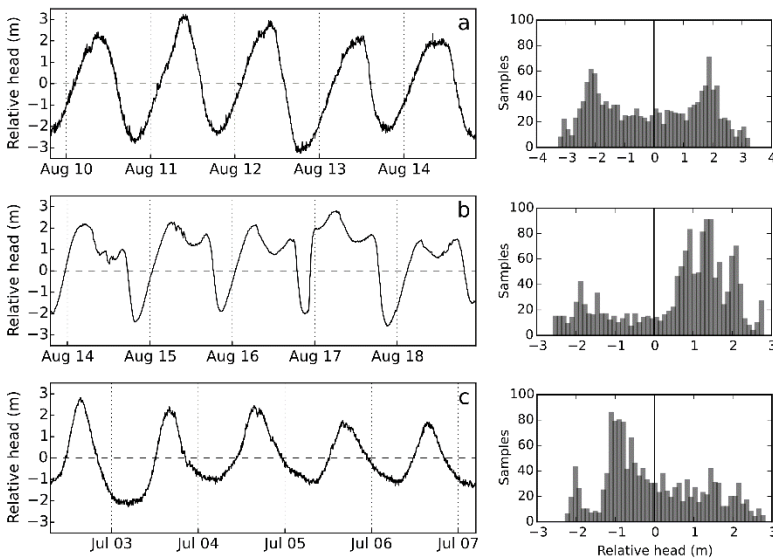 a
Relative head (m)
3
2
1
0
−1
−2
−3
Aug 10 Aug 11 Aug 12 Aug 13 Aug 14
Samples
100
80
60
40
20
0
−4 −3 −2 −1 0 1 2 3 4
b
Relative head (m)
3
2
1
0
−1
−2
−3
Aug 14 Aug 15 Aug 16 Aug 17 Aug 18
Samples
100
80
60
40
20
0
−3 −2 −1 0 1 2 3
c
Relative head (m)
3
2
1
0
−1
−2
−3
Jul 03 Jul 04 Jul 05 Jul 06 Jul 07
Samples
100
80
60
40
20
0
−3 −2 −1 0 1 2 3
Relative head (m)